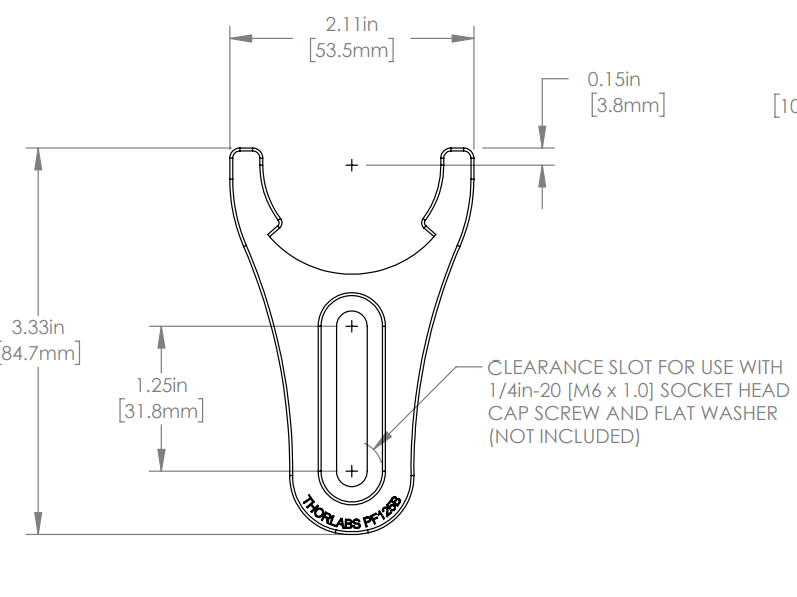 2.11in
[53.5mm]
0.15in
[3.8mm]
[10
3.33in
[84.7mm]
1.25in
[31.8mm]
CLEARANCE SLOT FOR USE WITH
1/4in-20 [M6 x 1.0] SOCKET HEAD
CAP SCREW AND FLAT WASHER
(NOT INCLUDED)
THORLABS PF125B